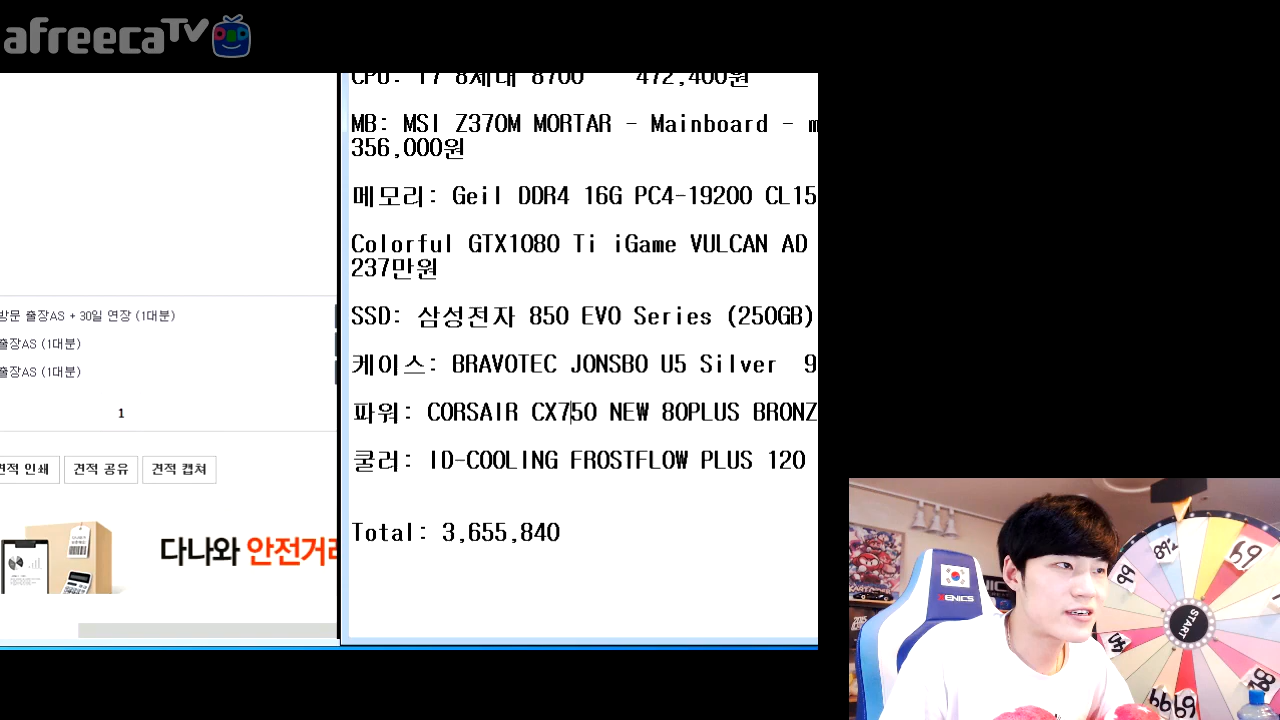 afreecaTV
CPU: i7 8세대 8700 472,400원
MB: MSI Z370M MORTAR - Mainboard - m
356,000원
메모리: Geil DDR4 16G PC4-19200 CL15
Colorful GTX1080 Ti iGame VULCAN AD
237만원
SSD: 삼성전자 850 EVO Series (250GB)
케이스: BRAVOTEC JONSBO U5 Silver 9
파워: CORSAIR CX750 NEW 80PLUS BRONZ
쿨러: ID-COOLING FROSTFLOW PLUS 120
Total: 3,655,840
방문 출장AS + 30일 연장 (1대분)
출장AS (1대분)
출장AS (1대분)
1
견적 인쇄 견적 공유 견적 캡쳐
다나와 안전거래
XENICS
START